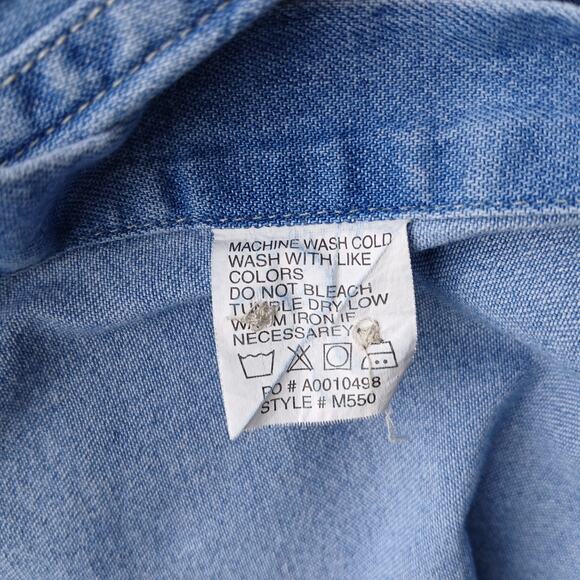 MACHINE WASH COLD
WASH WITH LIKE
COLORS
DO NOT BLEACH
TUMBLE DRY LOW
WARM IRON IF
NECESSAREY
PO # A0010498
STYLE # M550